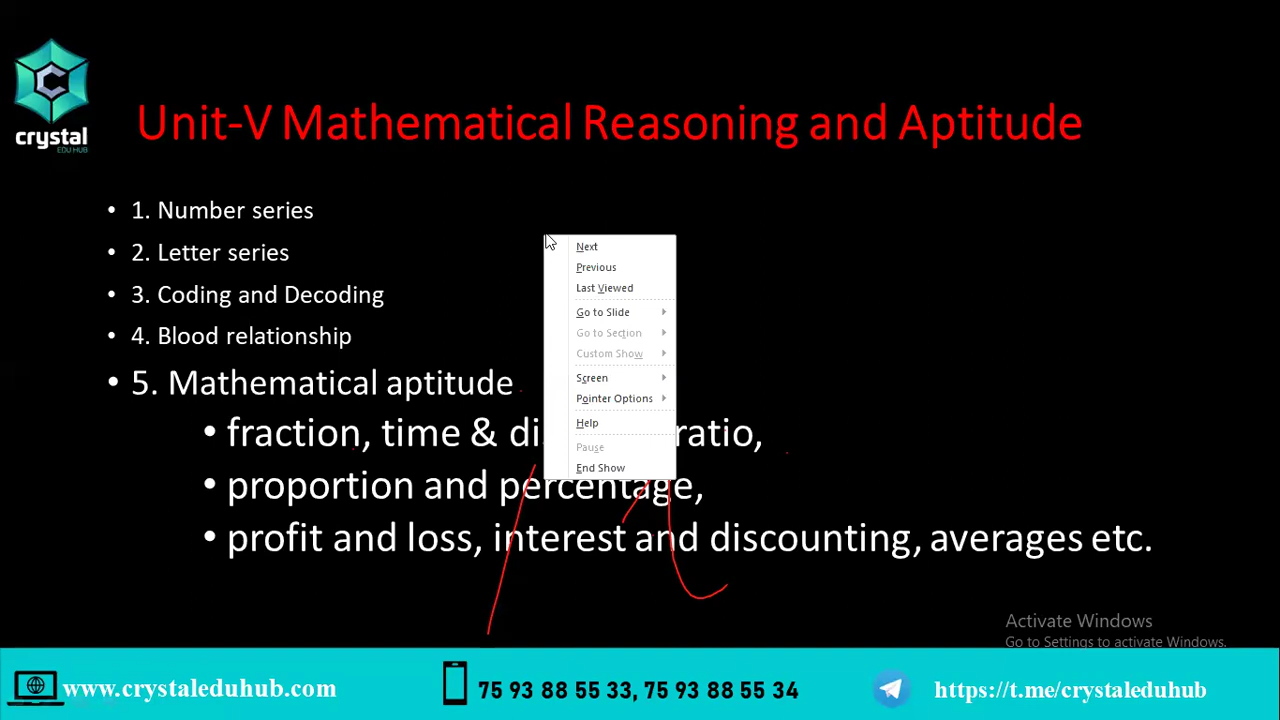 crystal
EDU HUB
Unit-V Mathematical Reasoning and Aptitude
• 1. Number series
• 2. Letter series
• 3. Coding and Decoding
• 4. Blood relationship
• 5. Mathematical aptitude
• fraction, time & di ratio,
• proportion and percentage,
• profit and loss, interest and discounting, averages etc.
Next
Previous
Last Viewed
Go to Slide
Go to Section
Custom Show
Screen
Pointer Options
Help
Pause
End Show
Activate Windows
Go to Settings to activate Windows.
www.crystaleduhub.com
75 93 88 55 33, 75 93 88 55 34
https://t.me/crystaleduhub